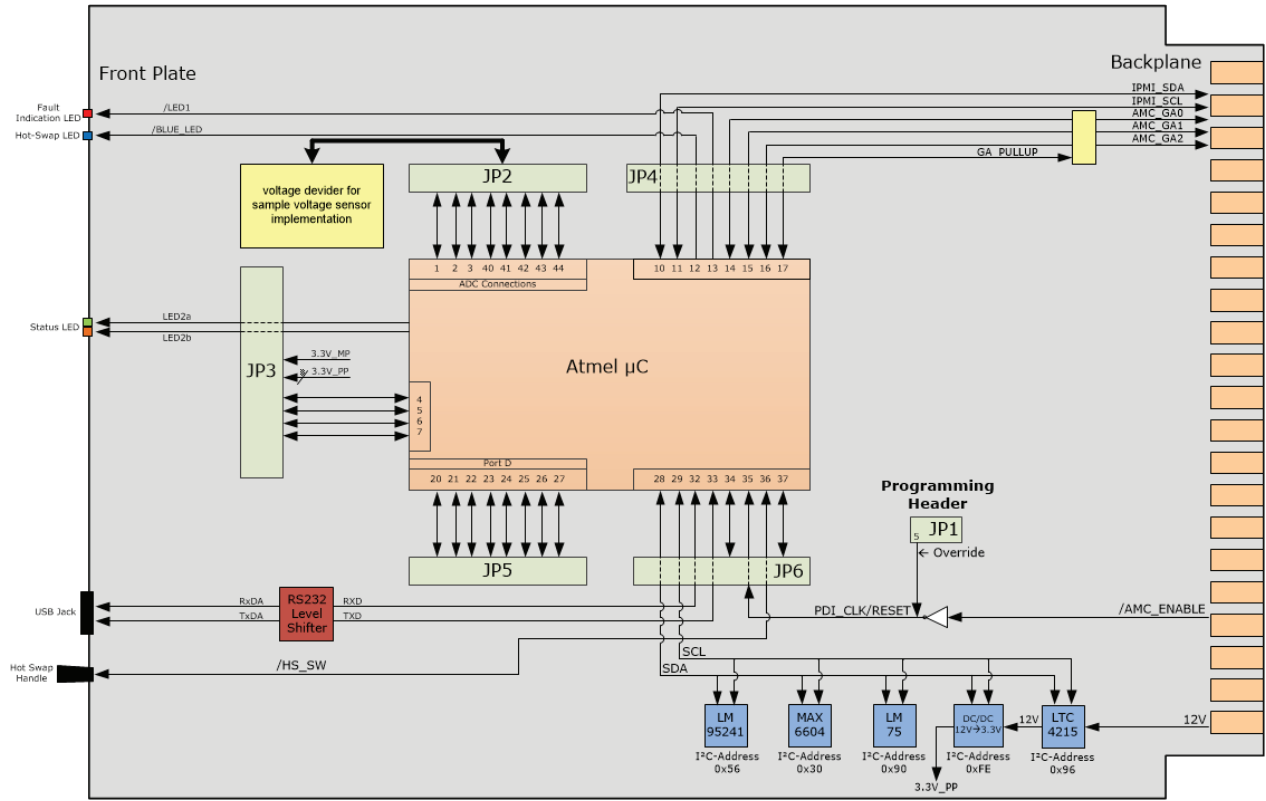 Front Plate
Backplane
IPMI_SDA
IPMI_SCL
AMC_GA0
AMC_GA1
AMC_GA2
GA_PULLUP
Fault
Indication LED
/LED1
Hot-Swap LED
/BLUE_LED
voltage devider for
sample voltage sensor
implementation
JP2
JP4
1 2 3 40 41 42 43 44
ADC Connections
10 11 12 13 14 15 16 17
Status LED
LED2a
LED2b
JP3
3.3V_MP
3.3V_PP
Atmel µC
4
5
6
7
Port D
20 21 22 23 24 25 26 27
28 29 32 33 34 35 36 37
Programming
Header
JP1
5
← Override
JP5
JP6
USB Jack
RxDA
TxDA
RS232
Level
Shifter
RXD
TXD
PDI_CLK/RESET
/AMC_ENABLE
Hot Swap
Handle
/HS_SW
SCL
SDA
LM
95241
I²C-Address
0x56
MAX
6604
I²C-Address
0x30
LM
75
I²C-Address
0x90
DC/DC
12V→3.3V
I²C-Address
0xFE
12V
LTC
4215
I²C-Address
0x96
12V
3.3V_PP